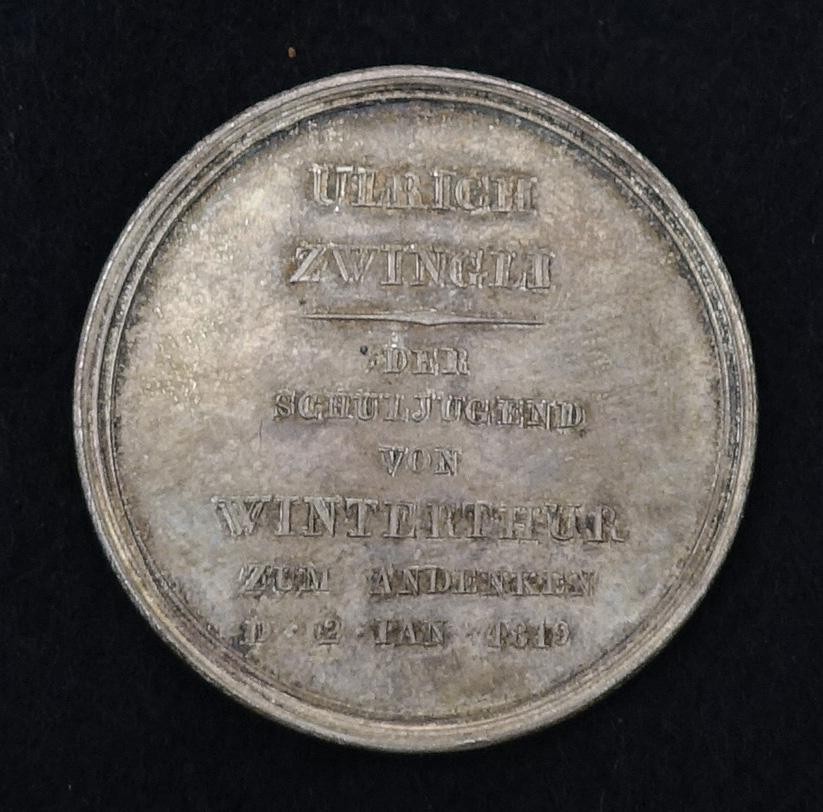 ULRICH
ZWINGLI
DER
SCHULJUGEND
VON
WINTERTHUR
ZUM ANDENKEN
D · 2 · IAN · 1819